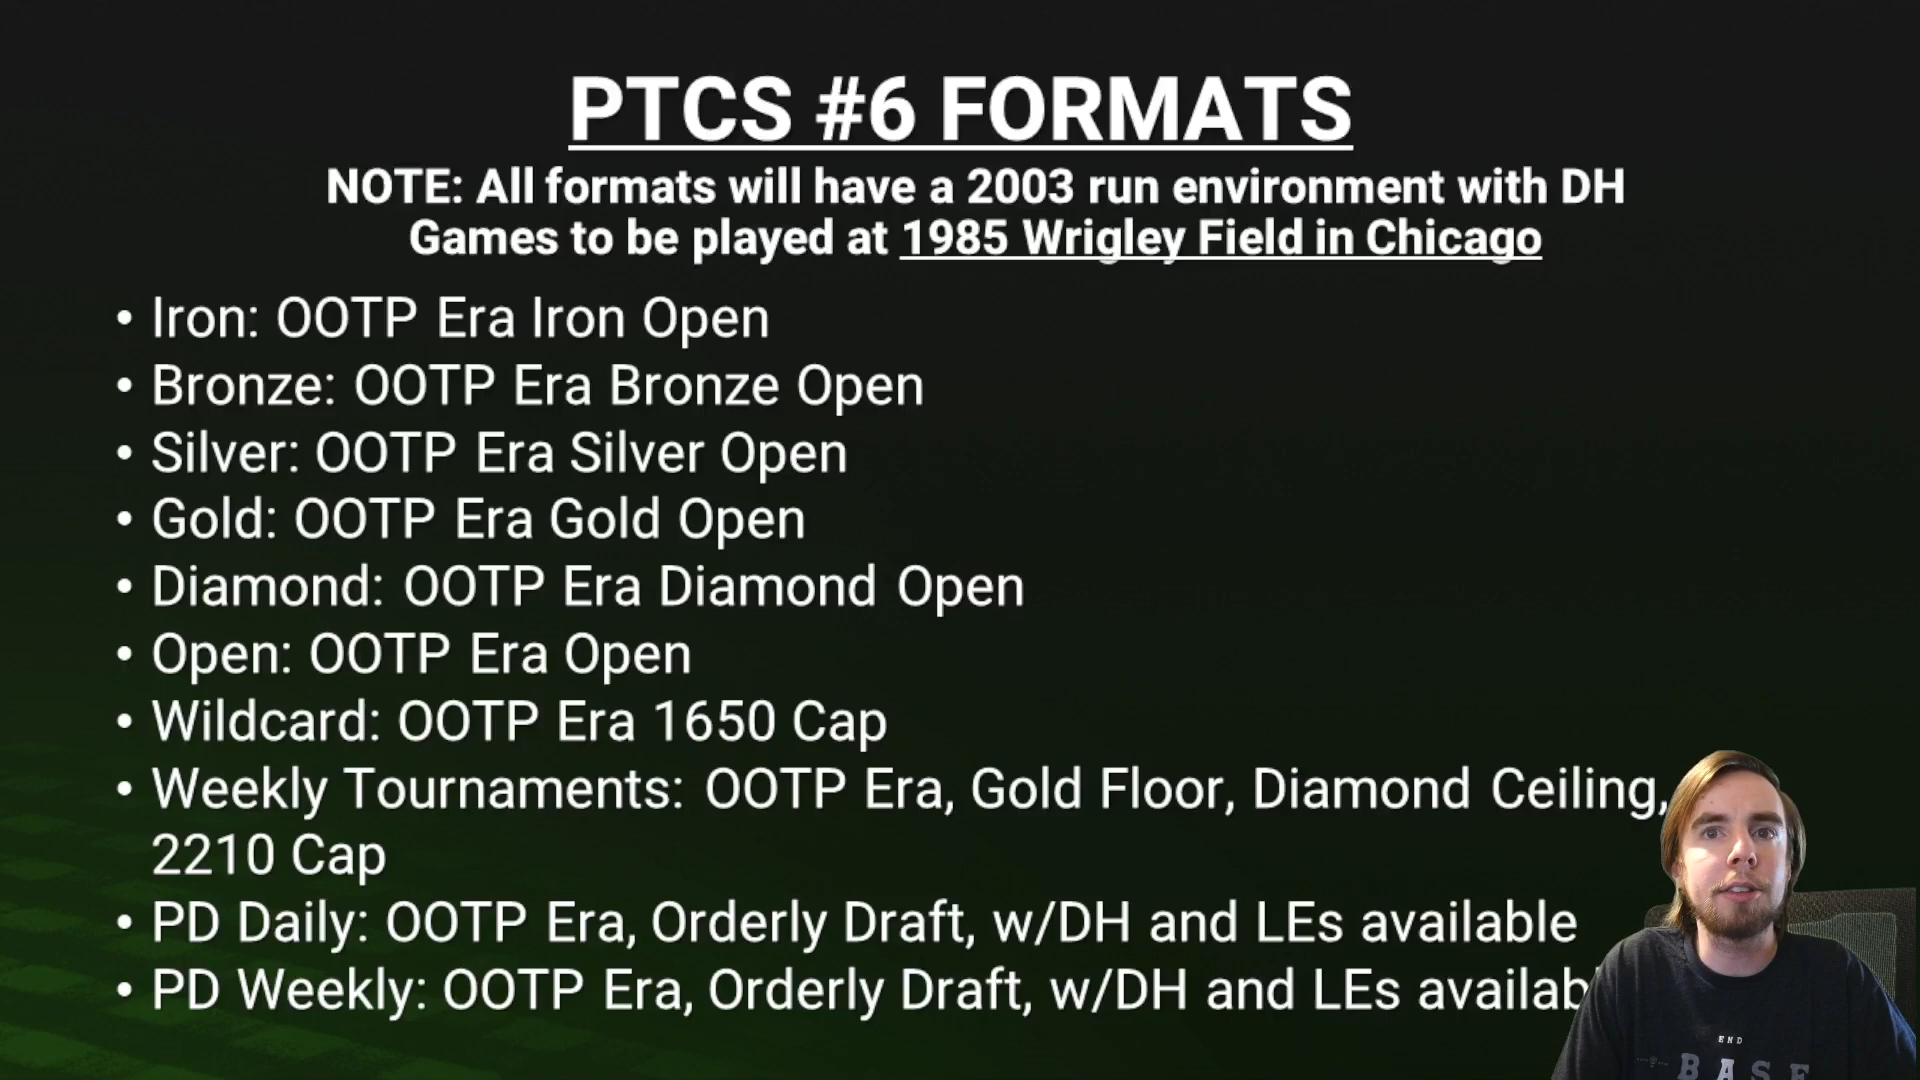 PTCS #6 FORMATS
NOTE: All formats will have a 2003 run environment with DH
Games to be played at 1985 Wrigley Field in Chicago
• Iron: OOTP Era Iron Open
• Bronze: OOTP Era Bronze Open
• Silver: OOTP Era Silver Open
• Gold: OOTP Era Gold Open
• Diamond: OOTP Era Diamond Open
• Open: OOTP Era Open
• Wildcard: OOTP Era 1650 Cap
• Weekly Tournaments: OOTP Era, Gold Floor, Diamond Ceiling,
2210 Cap
• PD Daily: OOTP Era, Orderly Draft, w/DH and LEs available
• PD Weekly: OOTP Era, Orderly Draft, w/DH and LEs availab
END
BASE